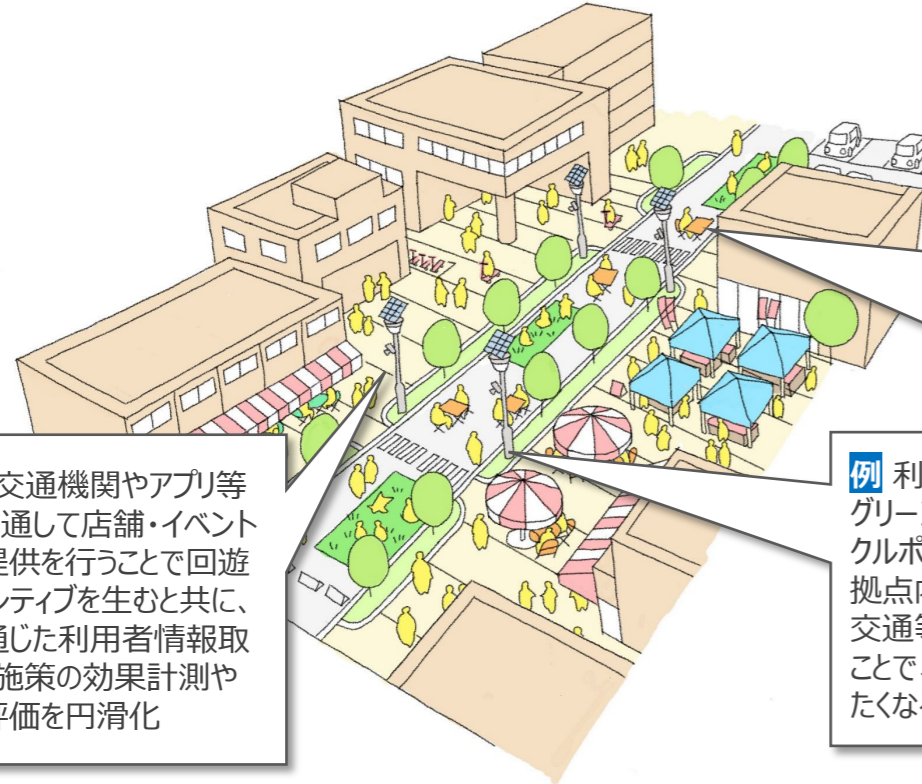 交通機関やアプリ等
通して店舗・イベント
提供を行うことで回遊
ンティブを生むと共に、
通じた利用者情報取
施策の効果計測や
評価を円滑化
例 利
グリー
クルポ
拠点
交通等
ことで
たくな